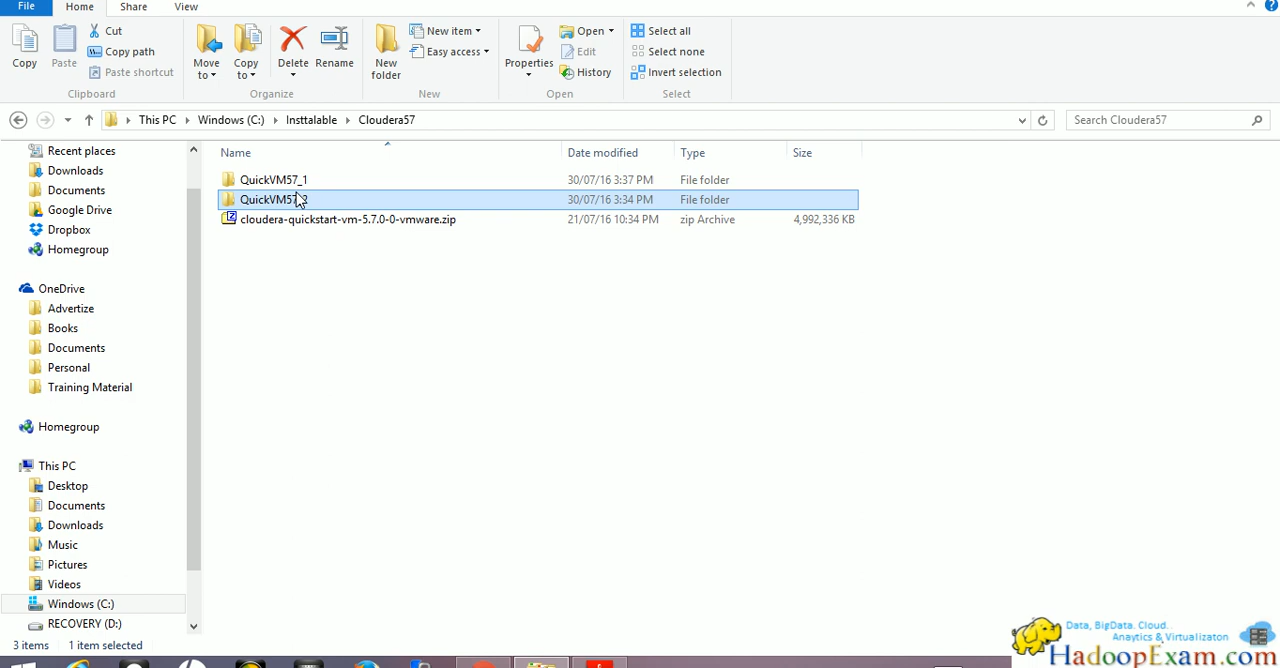 File Home Share View
Cut
Copy path
Paste shortcut
Copy Paste
Clipboard
Move to Copy to Delete Rename
Organize
New folder
New item
Easy access
New
Properties
Open
Edit
History
Open
Select all
Select none
Invert selection
Select
This PC Windows (C:) Insttalable Cloudera57
Search Cloudera57
Name Date modified Type Size
QuickVM57_1 30/07/16 3:37 PM File folder
QuickVM57_2 30/07/16 3:34 PM File folder
cloudera-quickstart-vm-5.7.0-0-vmware.zip 21/07/16 10:34 PM zip Archive 4,992,336 KB
Recent places
Downloads
Documents
Google Drive
Dropbox
Homegroup
OneDrive
Advertize
Books
Documents
Personal
Training Material
Homegroup
This PC
Desktop
Documents
Downloads
Music
Pictures
Videos
Windows (C:)
RECOVERY (D:)
3 items 1 item selected
Data, BigData. Cloud.
Anaytics & Virtualizaton
HadoopExam.com